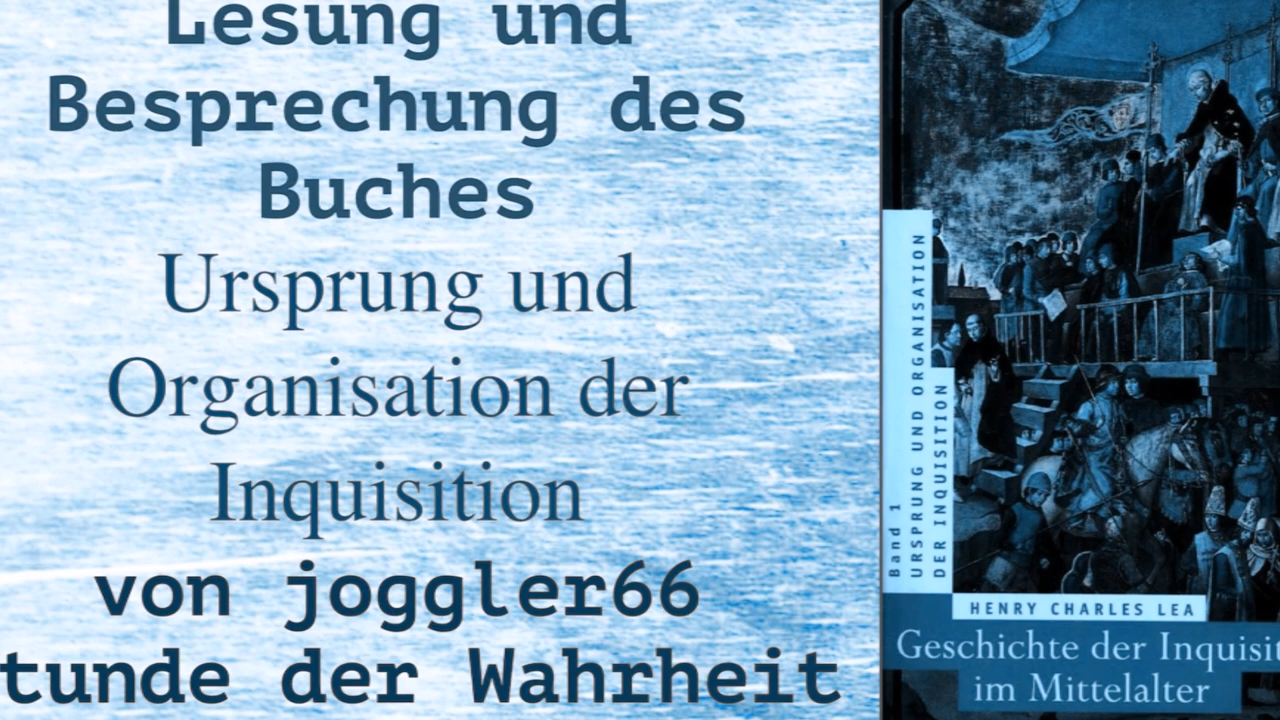 Lesung und
Besprechung des
Buches
Ursprung und
Organisation der
Inquisition
von joggler66
tunde der Wahrheit
Band 1
URSPRUNG UND ORGANISATION
DER INQUISITION
HENRY CHARLES LEA
Geschichte der Inquisit
im Mittelalter